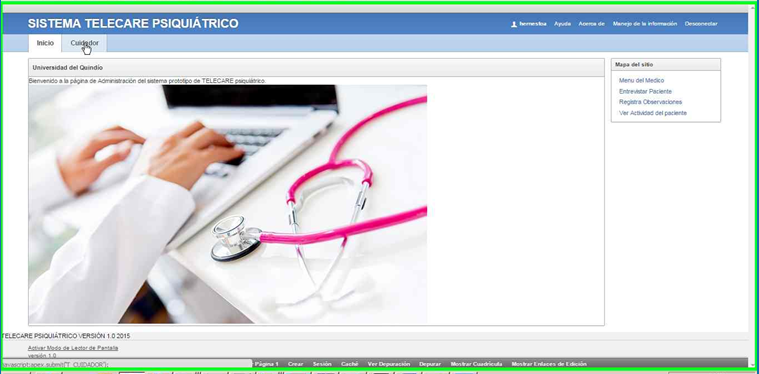 SISTEMA TELECARE PSIQUIÁTRICO
hernestoa Ayuda Acerca de Manejo de la información Desconectar
Inicio Cuidador
Universidad del Quindío
Bienvenido a la página de Administración del sistema prototipo de TELECARE psiquiátrico.
Mapa del sitio
Menu del Medico
Entrevistar Paciente
Registra Observaciones
Ver Actividad del paciente
TELECARE PSIQUIÁTRICO VERSIÓN 1.0 2015
Activar Modo de Lector de Pantalla
versión 1.0
javascript:apex.submit('T_CUIDADOR');
Página 1 Crear Sesión Caché Ver Depuración Depurar Mostrar Cuadrícula Mostrar Enlaces de Edición